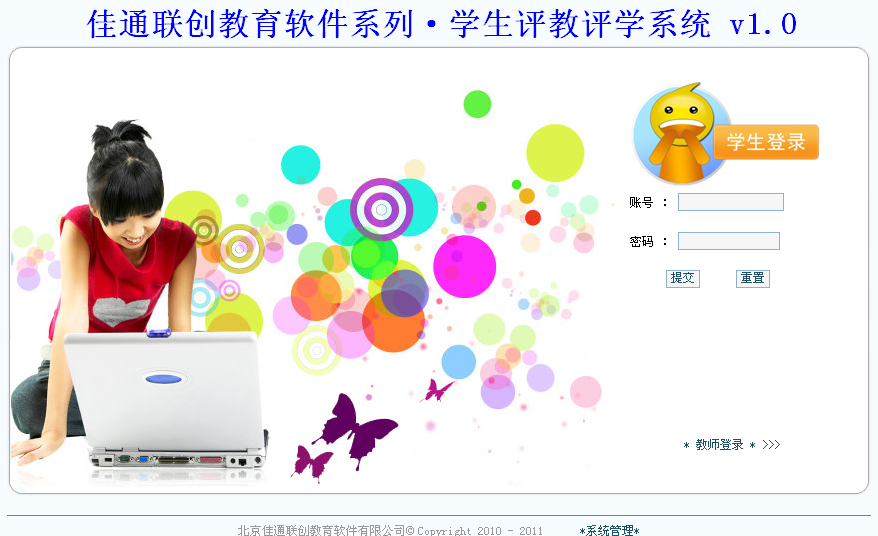 佳通联创教育软件系列·学生评教评学系统 v1.0
学生登录
账号 :
密码 :
提交 重置
* 教师登录 * >>>
北京佳通联创教育软件有限公司© Copyright 2010 - 2011 *系统管理*